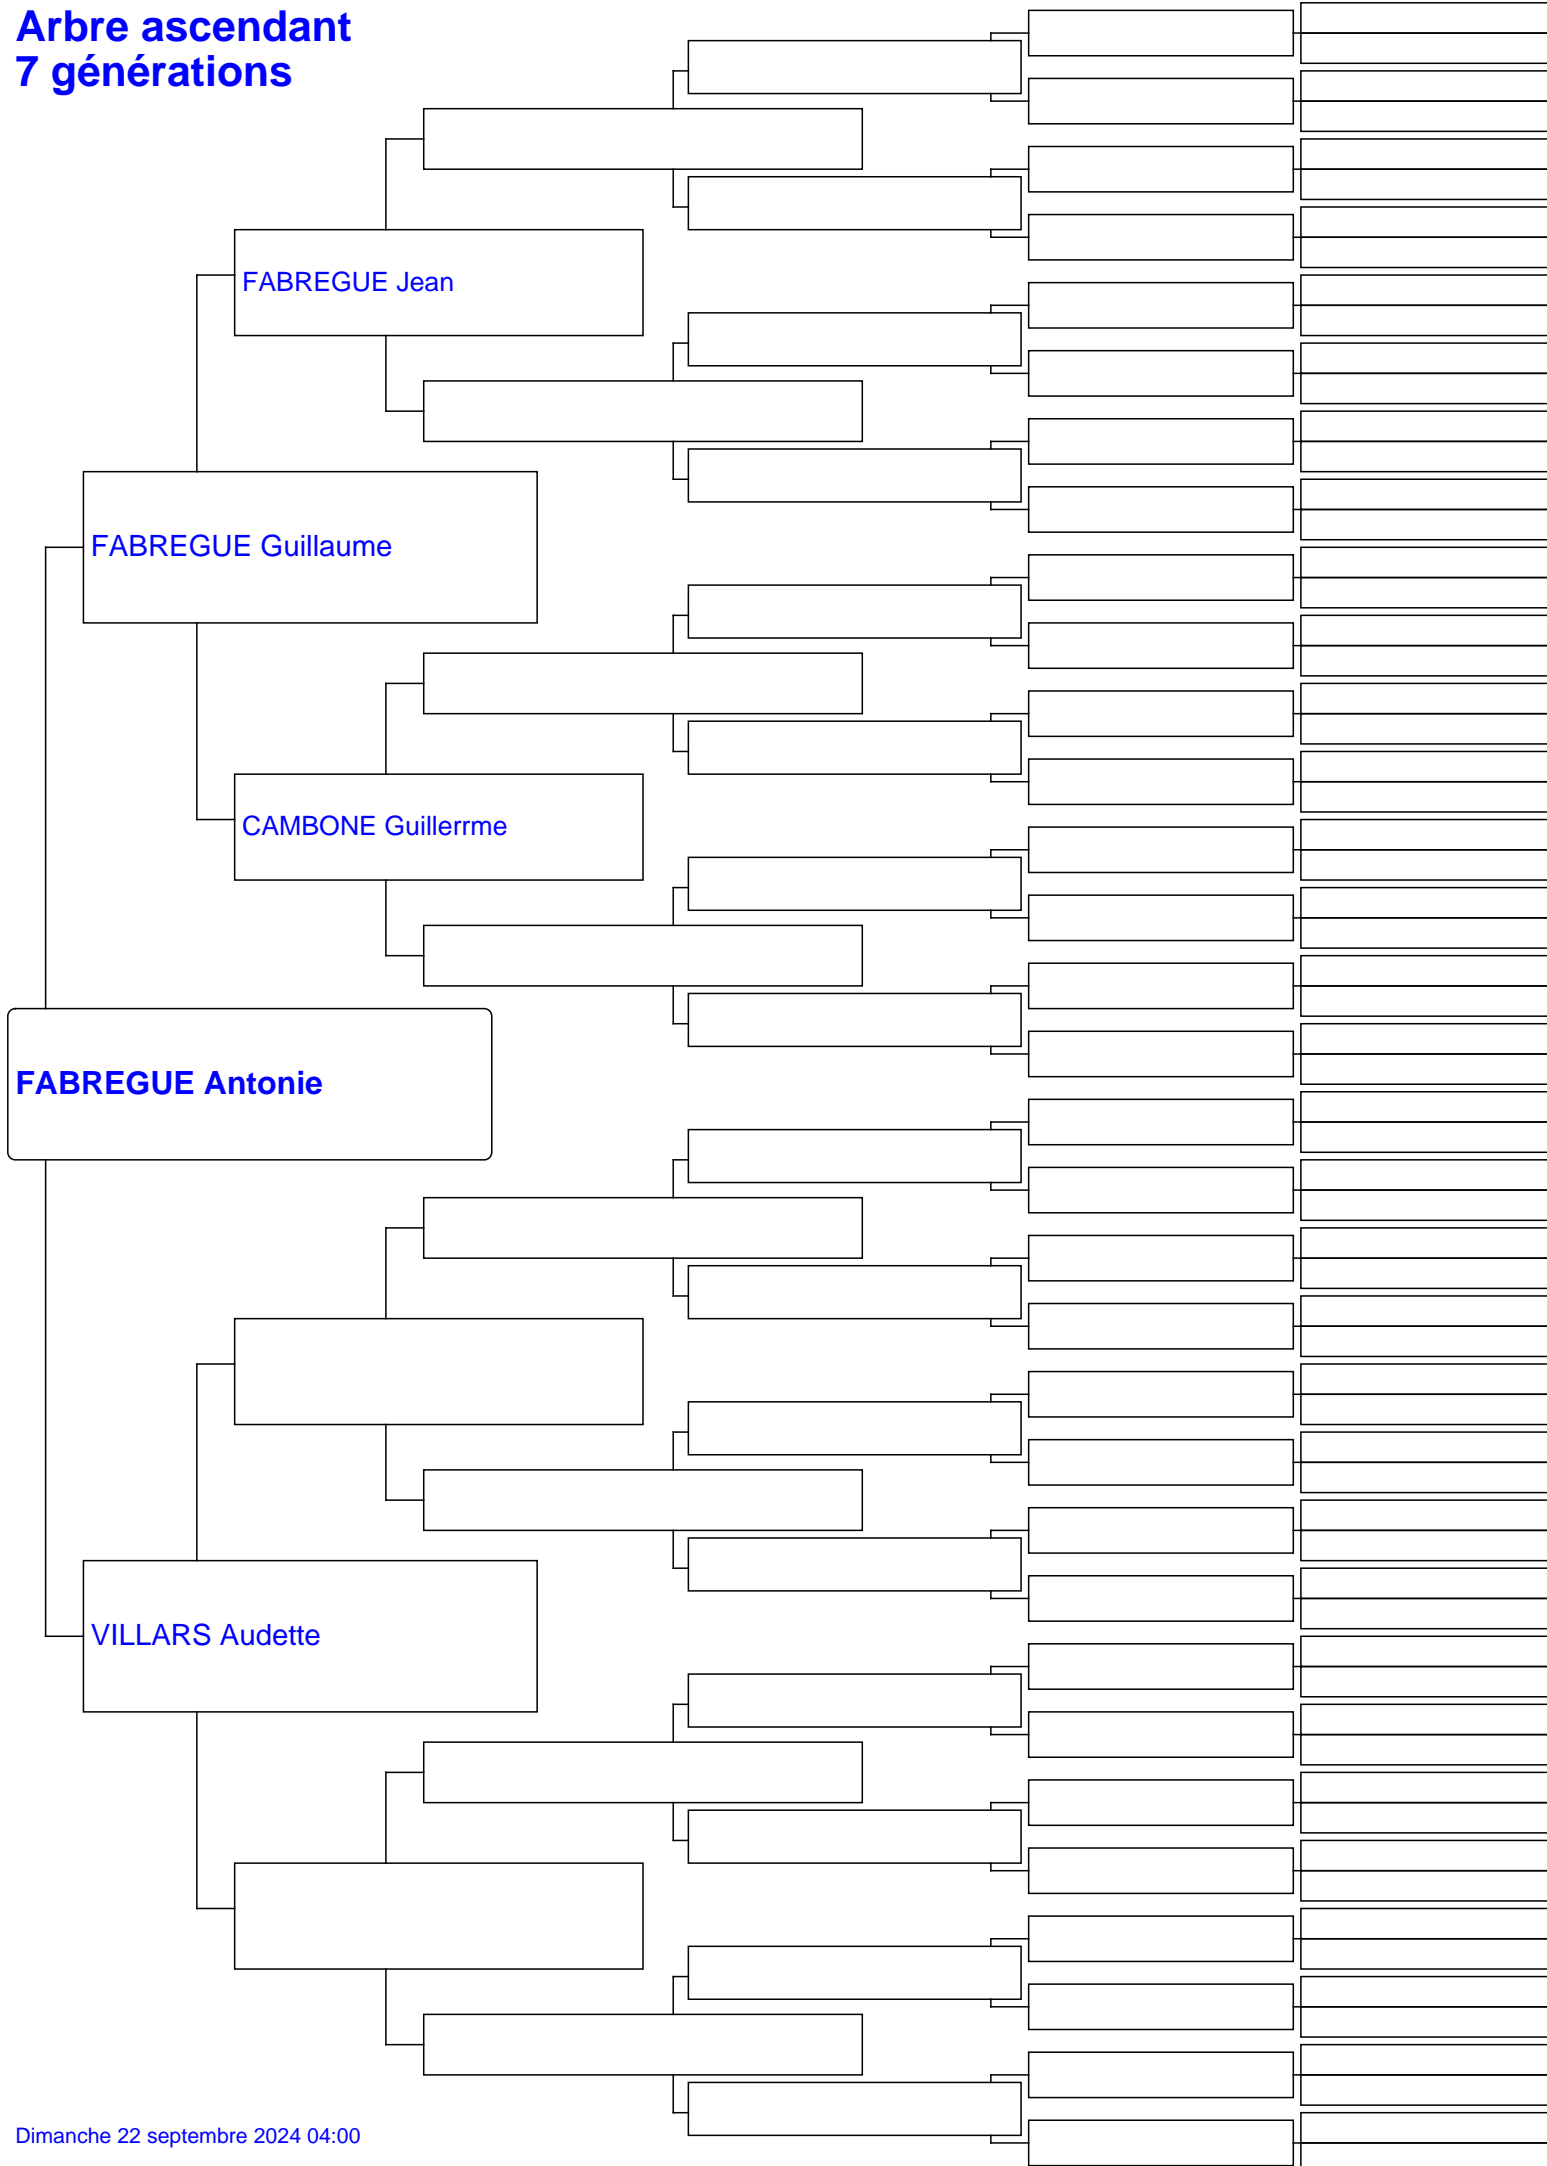 Arbre ascendant
7 générations
FABREGUE Jean
FABREGUE Guillaume
CAMBONE Guillerrme
FABREGUE Antonie
VILLARS Audette
Dimanche 22 septembre 2024 04:00